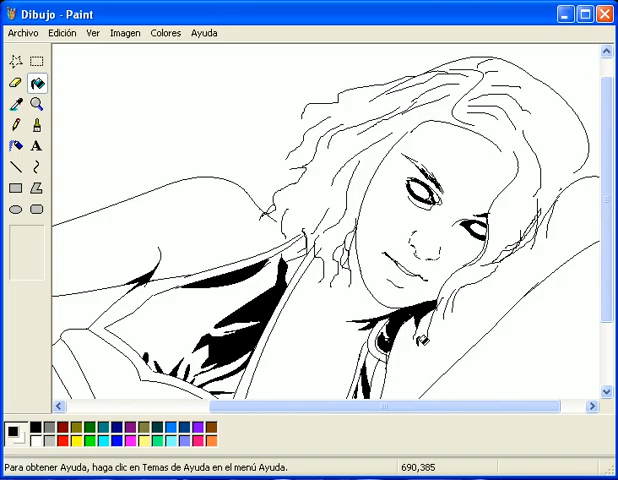 Dibujo - Paint
Archivo Edición Ver Imagen Colores Ayuda
A
Para obtener Ayuda, haga clic en Temas de Ayuda en el menú Ayuda.
690,385